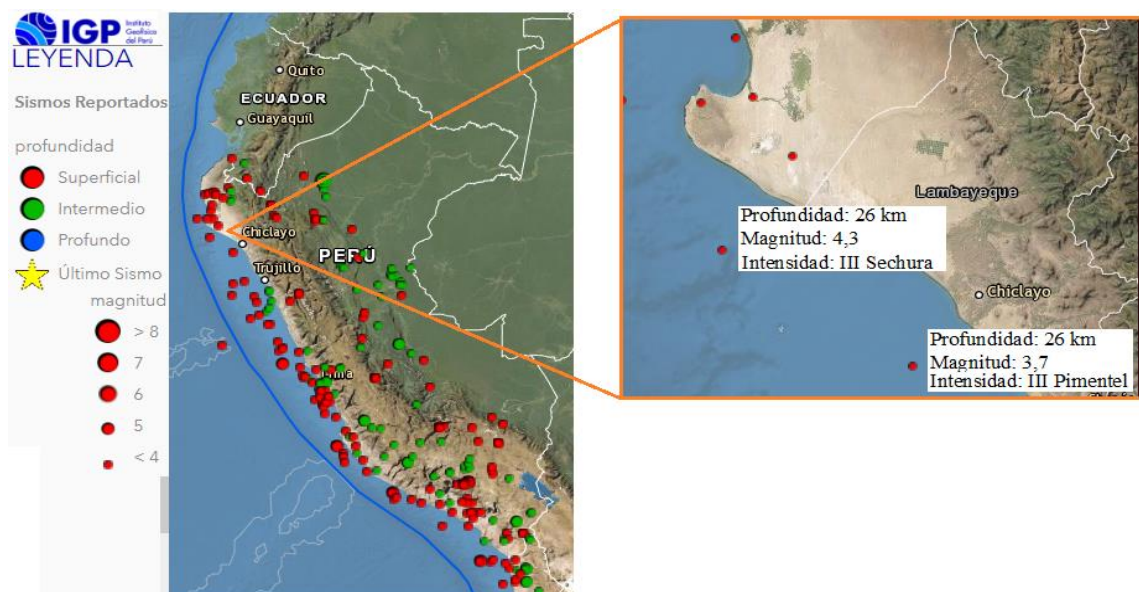 IGP
Instituto
Geofísico
del Perú
LEYENDA
Sismos Reportados
profundidad
Superficial
Intermedio
Profundo
Último Sismo
magnitud
> 8
7
6
5
< 4
Quito
ECUADOR
Guayaquil
Chiclayo
Trujillo
PERÚ
Lima
Lambayeque
Profundidad: 26 km
Magnitud: 4,3
Intensidad: III Sechura
Chiclayo
Profundidad: 26 km
Magnitud: 3,7
Intensidad: III Pimentel